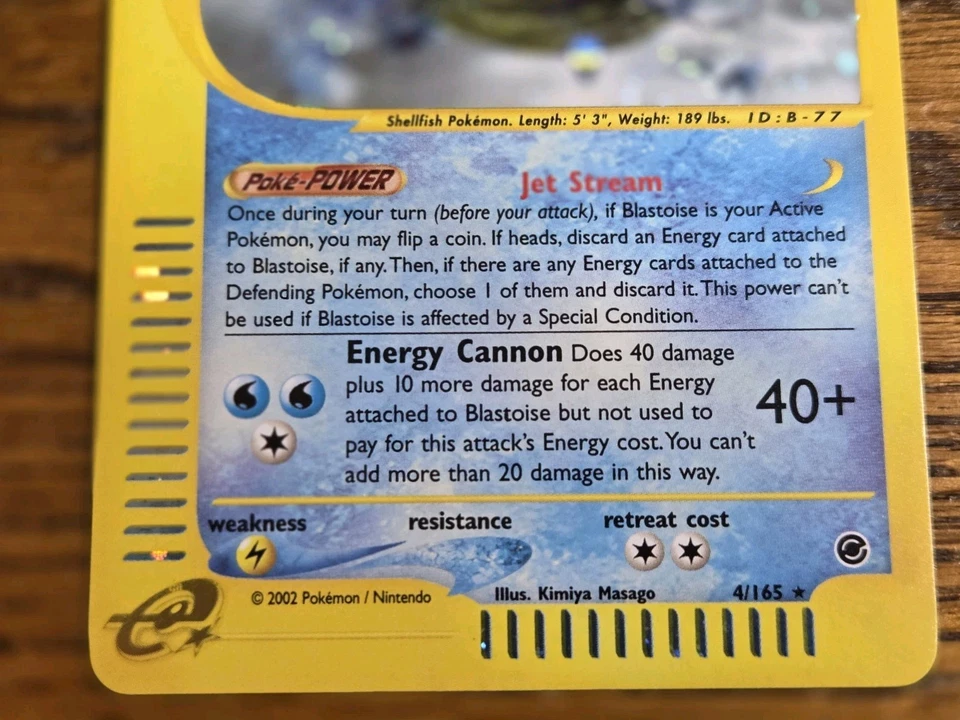 Shellfish Pokémon. Length: 5' 3", Weight: 189 lbs. ID:B-77
Poké-POWER Jet Stream
Once during your turn (before your attack), if Blastoise is your Active
Pokémon, you may flip a coin. If heads, discard an Energy card attached
to Blastoise, if any. Then, if there are any Energy cards attached to the
Defending Pokémon, choose 1 of them and discard it. This power can't
be used if Blastoise is affected by a Special Condition.
Energy Cannon Does 40 damage
plus 10 more damage for each Energy
attached to Blastoise but not used to
pay for this attack's Energy cost. You can't
add more than 20 damage in this way.
40+
weakness resistance retreat cost
© 2002 Pokémon / Nintendo Illus. Kimiya Masago 4/165 ★
e